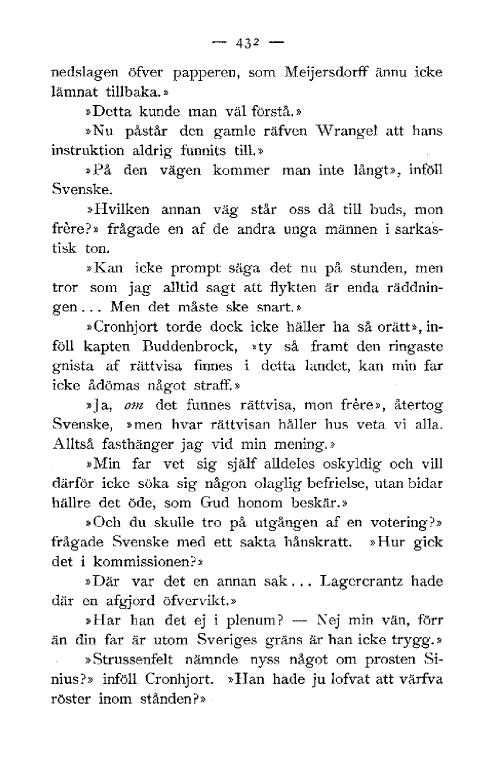 — 432 —
nedslagen öfver papperen, som Meijersdorff ännu icke
lämnat tillbaka.»
»Detta kunde man väl förstå.»
»Nu påstår den gamle räfven Wrangel att hans
instruktion aldrig funnits till.»
»På den vägen kommer man inte långt», inföll
Svenske.
»Hvilken annan väg står oss då till buds, mon
frère?» frågade en af de andra unga männen i sarkas-
tisk ton.
»Kan icke prompt säga det nu på stunden, men
tror som jag alltid sagt att flykten är enda räddnin-
gen... Men det måste ske snart.»
»Cronhjort torde dock icke häller ha så orätt», in-
föll kapten Buddenbrock, »ty så framt den ringaste
gnista af rättvisa finnes i detta landet, kan min far
icke ådömas något straff.»
»Ja, om det funnes rättvisa, mon frère», återtog
Svenske, »men hvar rättvisan håller hus veta vi alla.
Alltså fasthänger jag vid min mening.»
»Min far vet sig själf alldeles oskyldig och vill
därför icke söka sig någon olaglig befrielse, utan bidar
hällre det öde, som Gud honom beskär.»
»Och du skulle tro på utgången af en votering?»
frågade Svenske med ett sakta hånskratt. »Hur gick
det i kommissionen?»
»Där var det en annan sak... Lagercrantz hade
där en afgjord öfvervikt.»
»Har han det ej i plenum? — Nej min vän, förr
än din far är utom Sveriges gräns är han icke trygg.»
»Strussenfelt nämnde nyss något om prosten Si-
nius?» inföll Cronhjort. »Han hade ju lofvat att värfva
röster inom stånden?»